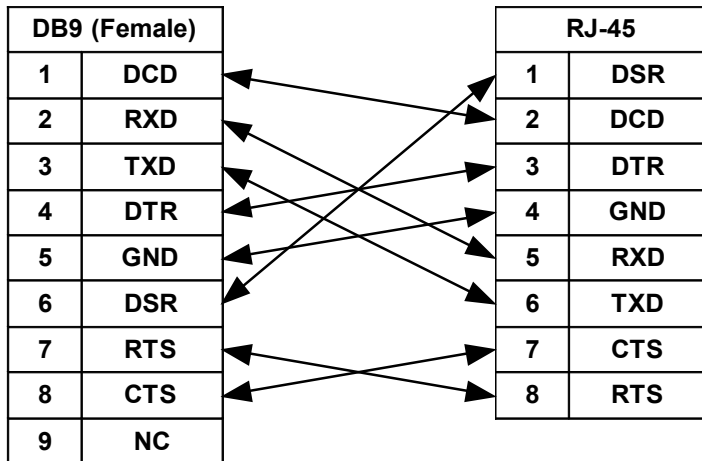 DB9 (Female) RJ-45
1 DCD 1 DSR
2 RXD 2 DCD
3 TXD 3 DTR
4 DTR 4 GND
5 GND 5 RXD
6 DSR 6 TXD
7 RTS 7 CTS
8 CTS 8 RTS
9 NC